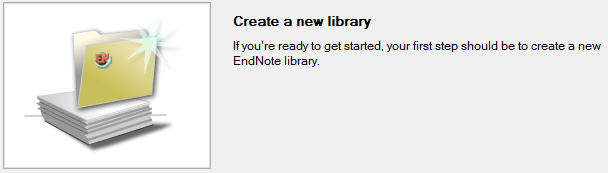 Create a new library
If you're ready to get started, your first step should be to create a new
EndNote library.